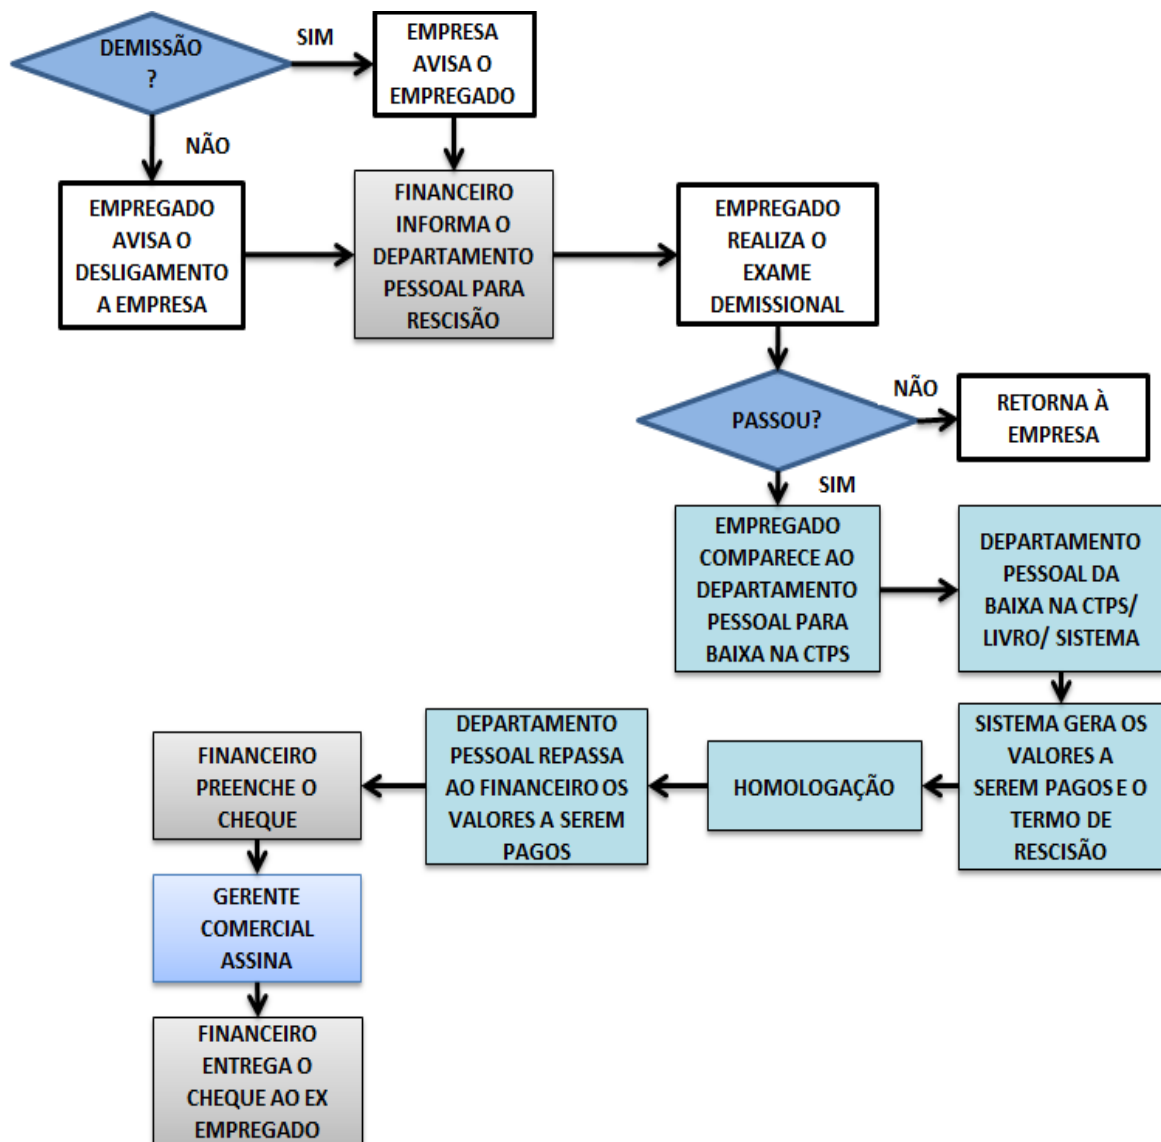 DEMISSÃO
?
SIM
EMPRESA
AVISA O
EMPREGADO
NÃO
EMPREGADO
AVISA O
DESLIGAMENTO
A EMPRESA
FINANCEIRO
INFORMA O
DEPARTAMENTO
PESSOAL PARA
RESCISÃO
EMPREGADO
REALIZA O
EXAME
DEMISSIONAL
PASSOU?
NÃO
RETORNA À
EMPRESA
SIM
EMPREGADO
COMPARECE AO
DEPARTAMENTO
PESSOAL PARA
BAIXA NA CTPS
DEPARTAMENTO
PESSOAL DA
BAIXA NA CTPS/
LIVRO/ SISTEMA
SISTEMA GERA OS
VALORES A
SEREM PAGOS E O
TERMO DE
RESCISÃO
HOMOLOGAÇÃO
DEPARTAMENTO
PESSOAL REPASSA
AO FINANCEIRO OS
VALORES A SEREM
PAGOS
FINANCEIRO
PREENCHE O
CHEQUE
GERENTE
COMERCIAL
ASSINA
FINANCEIRO
ENTREGA O
CHEQUE AO EX
EMPREGADO